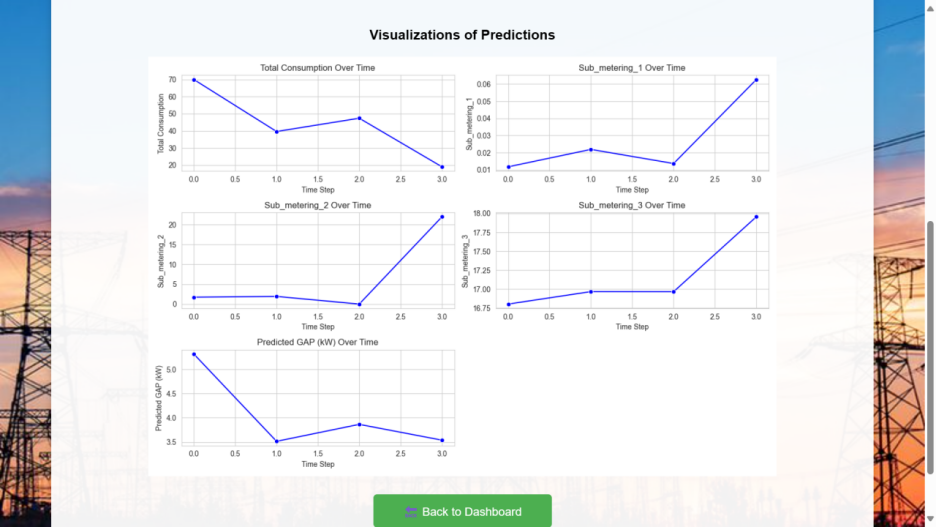 Visualizations of Predictions
Total Consumption Over Time
Total Consumption
70
60
50
40
30
20
0.0 0.5 1.0 1.5 2.0 2.5 3.0
Time Step
Sub_metering_1 Over Time
Sub_metering_1
0.06
0.05
0.04
0.03
0.02
0.01
0.0 0.5 1.0 1.5 2.0 2.5 3.0
Time Step
Sub_metering_2 Over Time
Sub_metering_2
20
15
10
5
0
0.0 0.5 1.0 1.5 2.0 2.5 3.0
Time Step
Sub_metering_3 Over Time
Sub_metering_3
18.00
17.75
17.50
17.25
17.00
16.75
0.0 0.5 1.0 1.5 2.0 2.5 3.0
Time Step
Predicted GAP (kW) Over Time
Predicted GAP (kW)
5.0
4.5
4.0
3.5
0.0 0.5 1.0 1.5 2.0 2.5 3.0
Time Step
Back to Dashboard